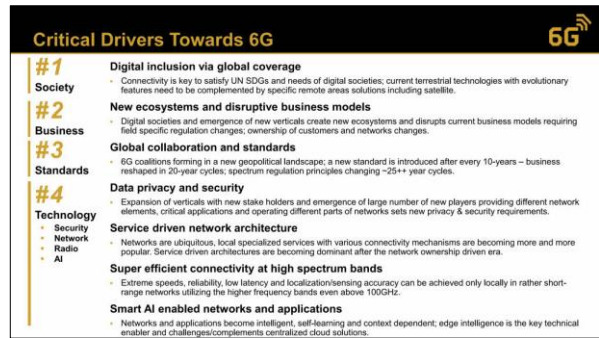 Critical Drivers Towards 6G
6G
#1
Society
Digital inclusion via global coverage
- Connectivity is key to satisfy UN SDGs and needs of digital societies; current terrestrial technologies with evolutionary
features need to be complemented by specific remote areas solutions including satellite.
#2
Business
New ecosystems and disruptive business models
- Digital societies and emergence of new verticals create new ecosystems and disrupts current business models requiring
field specific regulation changes; ownership of customers and networks changes.
#3
Standards
Global collaboration and standards
- 6G coalitions forming in a new geopolitical landscape; a new standard is introduced after every 10-years – business
reshaped in 20-year cycles; spectrum regulation principles changing ~25++ year cycles.
#4
Technology
• Security
• Network
• Radio
• AI
Data privacy and security
- Expansion of verticals with new stake holders and emergence of large number of new players providing different network
elements, critical applications and operating different parts of networks sets new privacy & security requirements.
Service driven network architecture
- Networks are ubiquitous, local specialized services with various connectivity mechanisms are becoming more and more
popular. Service driven architectures are becoming dominant after the network ownership driven era.
Super efficient connectivity at high spectrum bands
- Extreme speeds, reliability, low latency and localization/sensing accuracy can be achieved only locally in rather short-
range networks utilizing the higher frequency bands even above 100GHz.
Smart AI enabled networks and applications
- Networks and applications become intelligent, self-learning and context dependent; edge intelligence is the key technical
enabler and challenges/complements centralized cloud solutions.